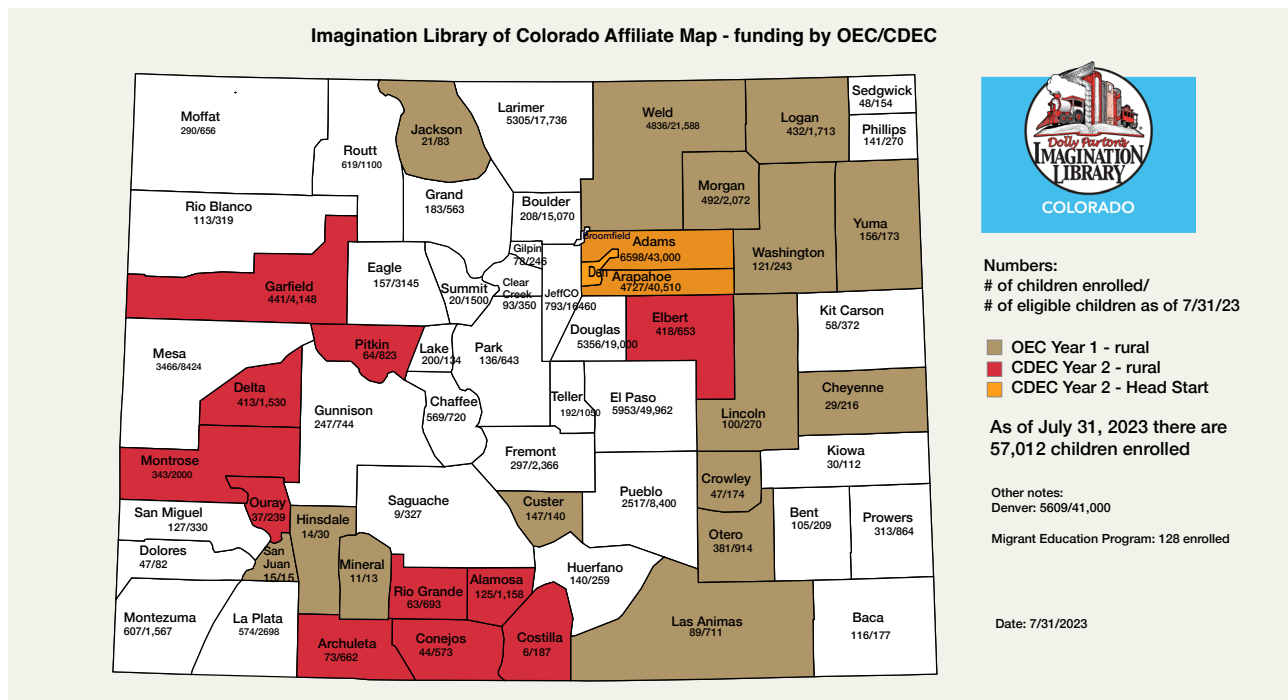 Imagination Library of Colorado Affiliate Map - funding by OEC/CDEC
Moffat
290/656
Routt
619/1100
Jackson
21/83
Larimer
5305/17,736
Weld
4836/21,588
Logan
432/1,713
Sedgwick
48/154
Phillips
141/270
Rio Blanco
113/319
Grand
183/563
Boulder
208/15,070
Morgan
492/2,072
Washington
121/243
Yuma
156/173
Broomfield
Adams
6598/43,000
Den
Arapahoe
4727/40,510
Garfield
441/4,148
Eagle
157/3145
Summit
20/1500
Gilpin
78/246
Clear
Creek
93/350
JeffCO
793/16460
Douglas
5356/19,000
Elbert
418/653
Kit Carson
58/372
Mesa
3466/8424
Pitkin
64/823
Lake
200/134
Park
136/643
Delta
413/1,530
Gunnison
247/744
Chaffee
569/720
Teller
192/1050
El Paso
5953/49,962
Lincoln
100/270
Cheyenne
29/216
Montrose
343/2000
Fremont
297/2,366
Kiowa
30/112
Ouray
37/239
San Miguel
127/330
Hinsdale
14/30
Saguache
9/327
Custer
147/140
Pueblo
2517/8,400
Crowley
47/174
Otero
381/914
Bent
105/209
Prowers
313/864
Dolores
47/82
San
Juan
15/15
Mineral
11/13
Rio Grande
63/693
Alamosa
125/1,158
Huerfano
140/259
Montezuma
607/1,567
La Plata
574/2698
Archuleta
73/662
Conejos
44/573
Costilla
6/187
Las Animas
89/711
Baca
116/177
Dolly Parton's
IMAGINATION
LIBRARY
COLORADO
Numbers:
# of children enrolled/
# of eligible children as of 7/31/23
OEC Year 1 - rural
CDEC Year 2 - rural
CDEC Year 2 - Head Start
As of July 31, 2023 there are
57,012 children enrolled
Other notes:
Denver: 5609/41,000
Migrant Education Program: 128 enrolled
Date: 7/31/2023